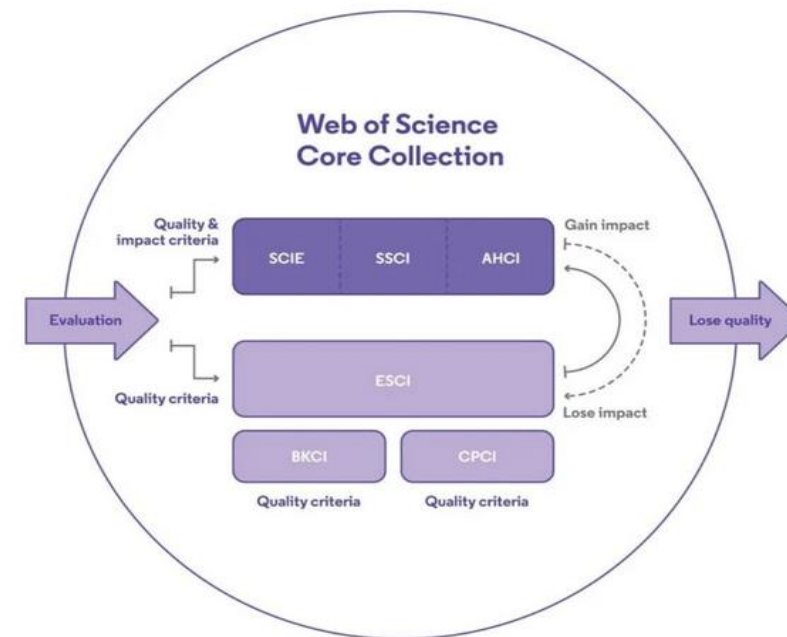 Web of Science
Core Collection
Quality &
impact criteria
Gain impact
SCIE
SSCI
AHCI
Evaluation
Lose quality
ESCI
Quality criteria
Lose impact
BKCI
CPCI
Quality criteria
Quality criteria